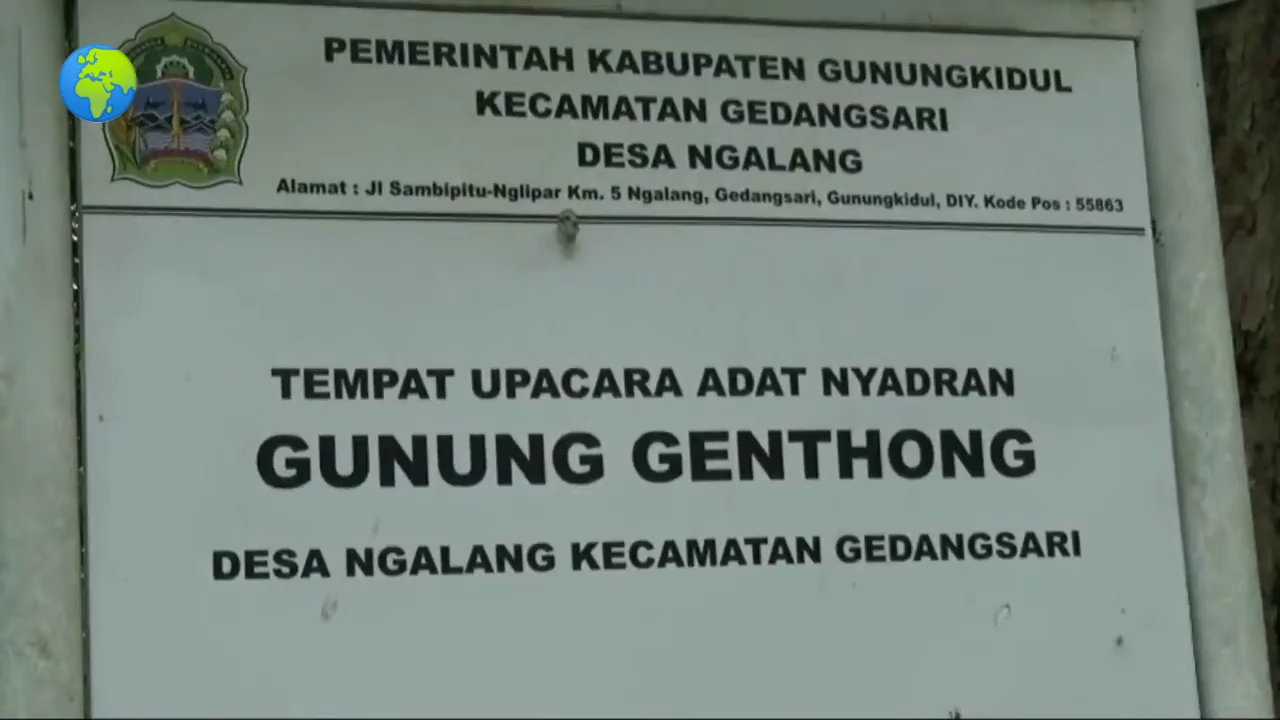 PEMERINTAH KABUPATEN GUNUNGKIDUL
KECAMATAN GEDANGSARI
DESA NGALANG
Alamat : Jl Sambipitu-Nglipar Km. 5 Ngalang, Gedangsari, Gunungkidul, DIY. Kode Pos : 55863
TEMPAT UPACARA ADAT NYADRAN
GUNUNG GENTHONG
DESA NGALANG KECAMATAN GEDANGSARI